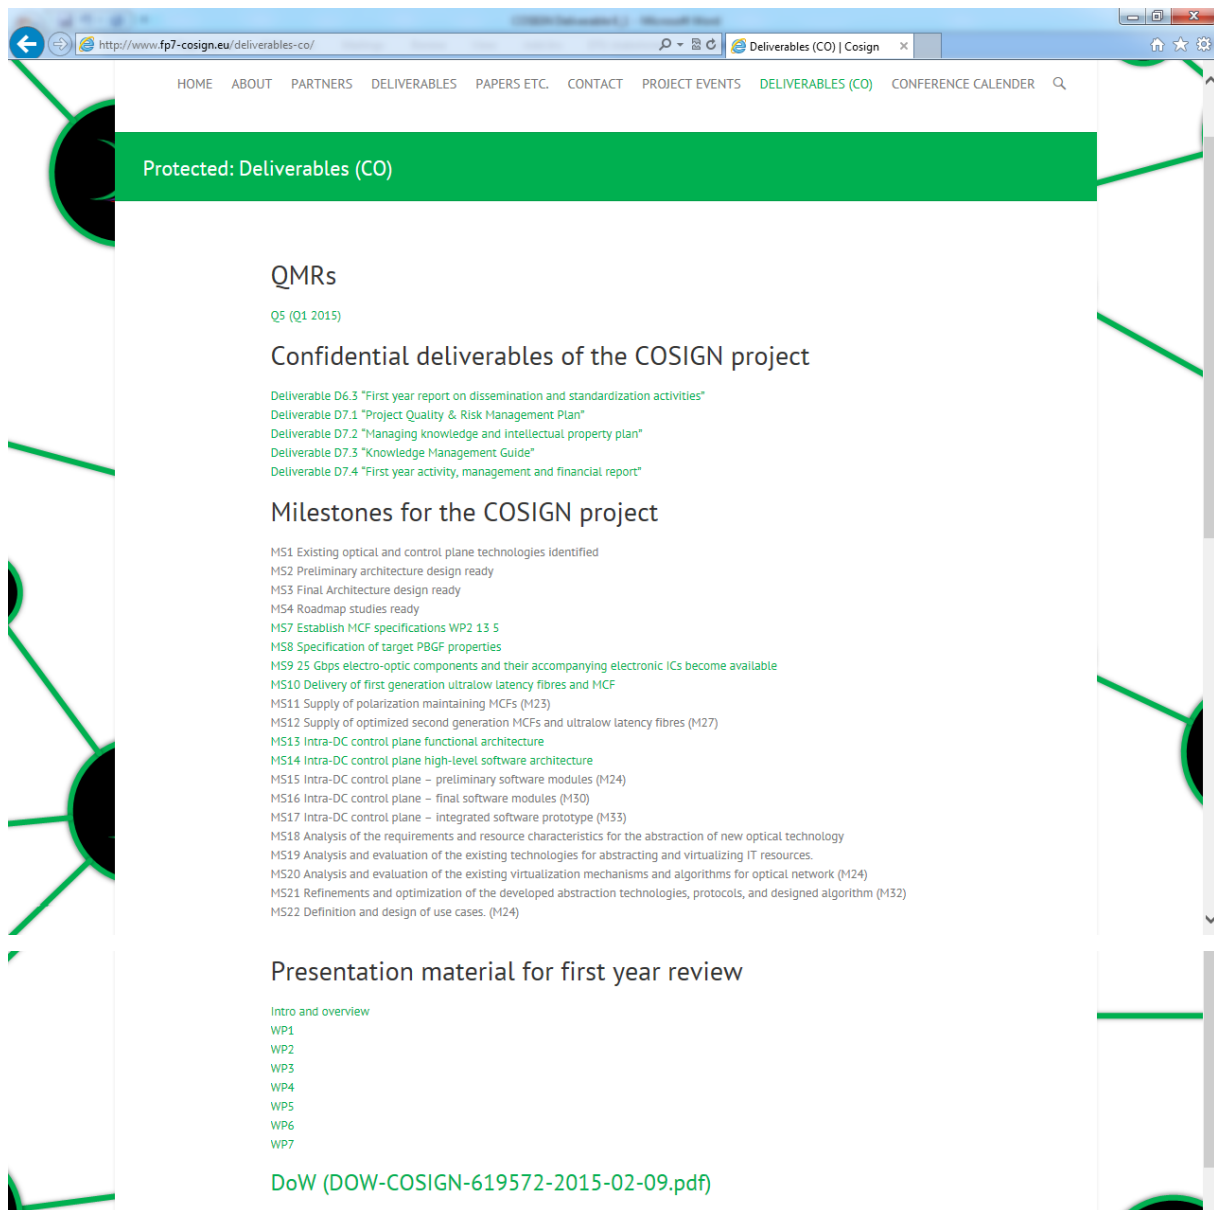 http://www.fp7-cosign.eu/deliverables-co/
Deliverables (CO) | Cosign
HOME ABOUT PARTNERS DELIVERABLES PAPERS ETC. CONTACT PROJECT EVENTS DELIVERABLES (CO) CONFERENCE CALENDER
Protected: Deliverables (CO)
QMRs
Q5 (Q1 2015)
Confidential deliverables of the COSIGN project
Deliverable D6.3 “First year report on dissemination and standardization activities”
Deliverable D7.1 “Project Quality & Risk Management Plan”
Deliverable D7.2 “Managing knowledge and intellectual property plan”
Deliverable D7.3 “Knowledge Management Guide”
Deliverable D7.4 “First year activity, management and financial report”
Milestones for the COSIGN project
MS1 Existing optical and control plane technologies identified
MS2 Preliminary architecture design ready
MS3 Final Architecture design ready
MS4 Roadmap studies ready
MS7 Establish MCF specifications WP2 13 5
MS8 Specification of target PBGF properties
MS9 25 Gbps electro-optic components and their accompanying electronic ICs become available
MS10 Delivery of first generation ultralow latency fibres and MCF
MS11 Supply of polarization maintaining MCFs (M23)
MS12 Supply of optimized second generation MCFs and ultralow latency fibres (M27)
MS13 Intra-DC control plane functional architecture
MS14 Intra-DC control plane high-level software architecture
MS15 Intra-DC control plane – preliminary software modules (M24)
MS16 Intra-DC control plane – final software modules (M30)
MS17 Intra-DC control plane – integrated software prototype (M33)
MS18 Analysis of the requirements and resource characteristics for the abstraction of new optical technology
MS19 Analysis and evaluation of the existing technologies for abstracting and virtualizing IT resources.
MS20 Analysis and evaluation of the existing virtualization mechanisms and algorithms for optical network (M24)
MS21 Refinements and optimization of the developed abstraction technologies, protocols, and designed algorithm (M32)
MS22 Definition and design of use cases. (M24)
Presentation material for first year review
Intro and overview
WP1
WP2
WP3
WP4
WP5
WP6
WP7
DoW (DOW-COSIGN-619572-2015-02-09.pdf)